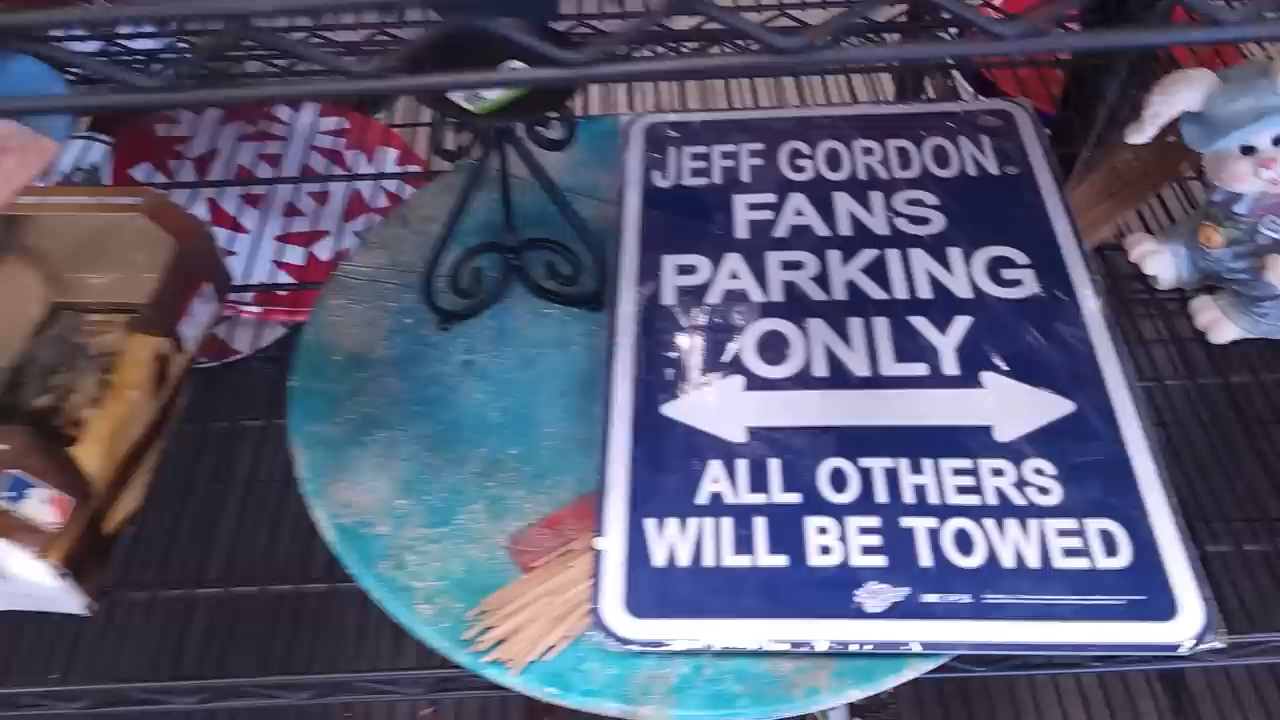 JEFF GORDON
FANS
PARKING
ONLY
ALL OTHERS
WILL BE TOWED